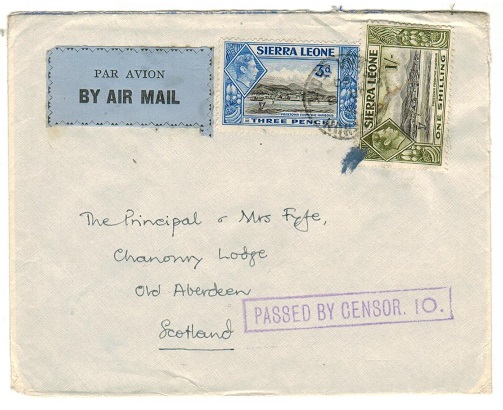 PAR AVION
BY AIR MAIL
SIERRA LEONE
3d
THREE PENCE
SIERRA LEONE
1/-
ONE SHILLING
The Principal & Mrs Fyfe,
Chanonry Lodge
Old Aberdeen
Scotland
PASSED BY CENSOR. 10.